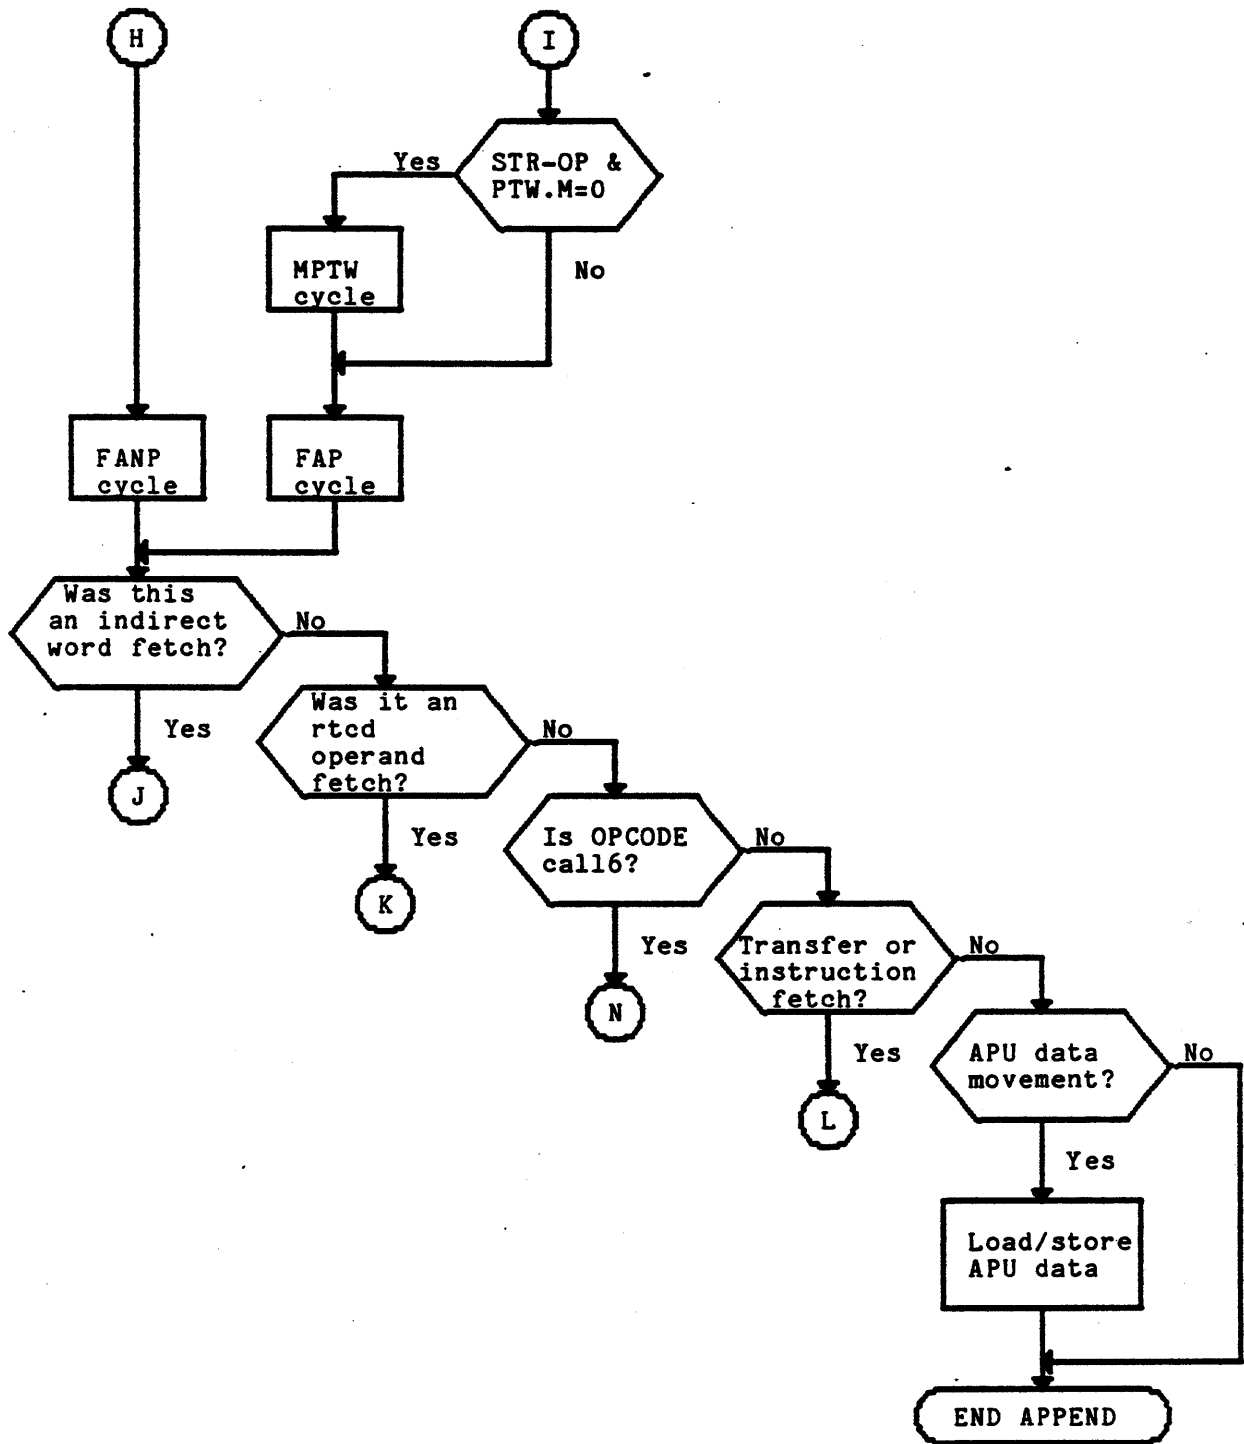 H
I
STR-OP &
PTW.M=0
Yes
No
MPTW
cycle
FANP
cycle
FAP
cycle
Was this
an indirect
word fetch?
No
Yes
J
Was it an
rtcd
operand
fetch?
No
Yes
K
Is OPCODE
call6?
No
Yes
N
Transfer or
instruction
fetch?
No
Yes
L
APU data
movement?
No
Yes
Load/store
APU data
END APPEND